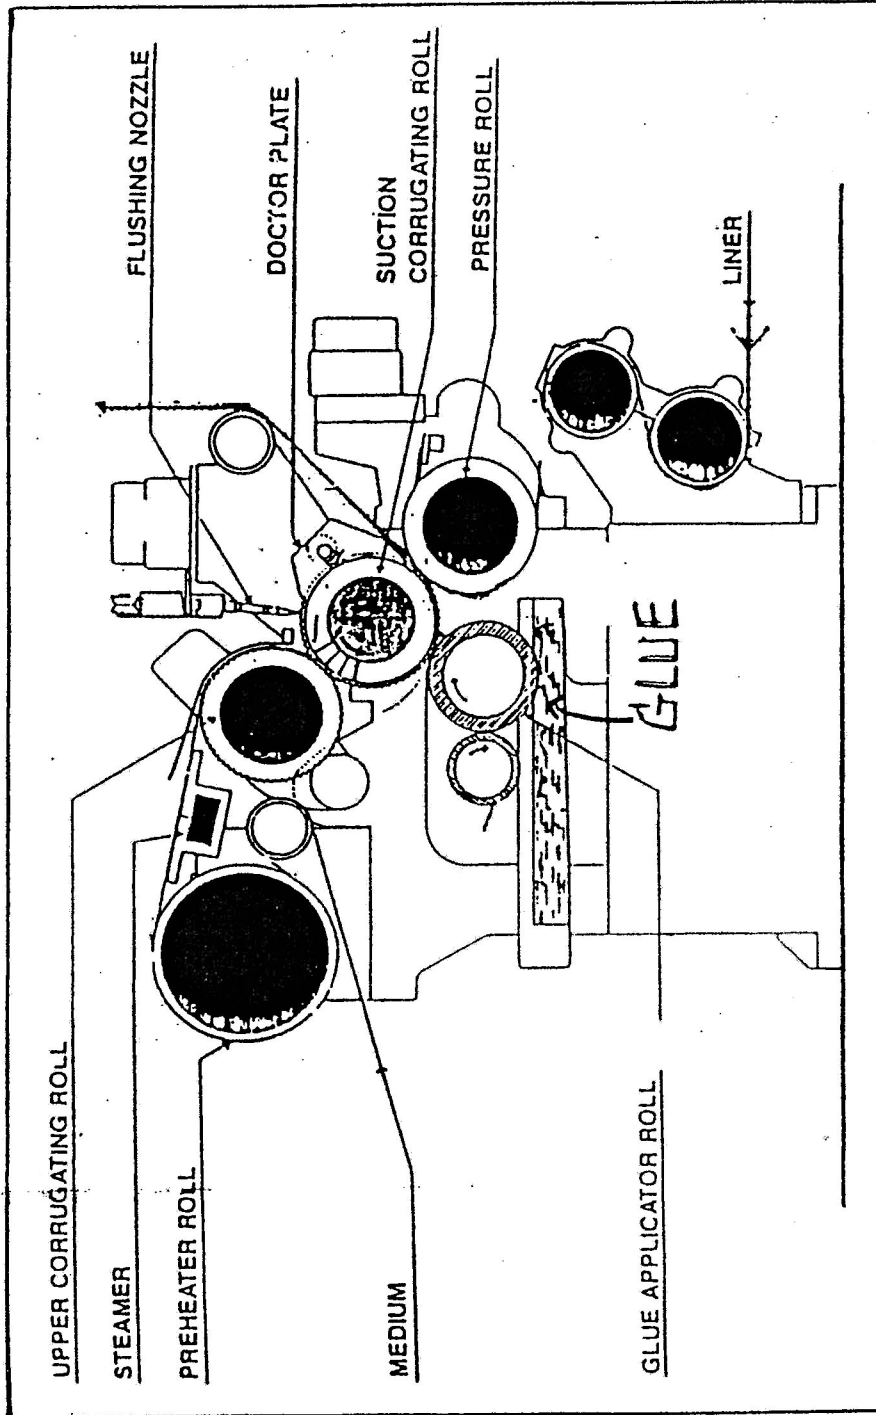 UPPER CORRUGATING ROLL
STEAMER
PREHEATER ROLL
MEDIUM
GLUE APPLICATOR ROLL
FLUSHING NOZZLE
DOCTOR PLATE
SUCTION
CORRUGATING ROLL
PRESSURE ROLL
LINER
GLUE